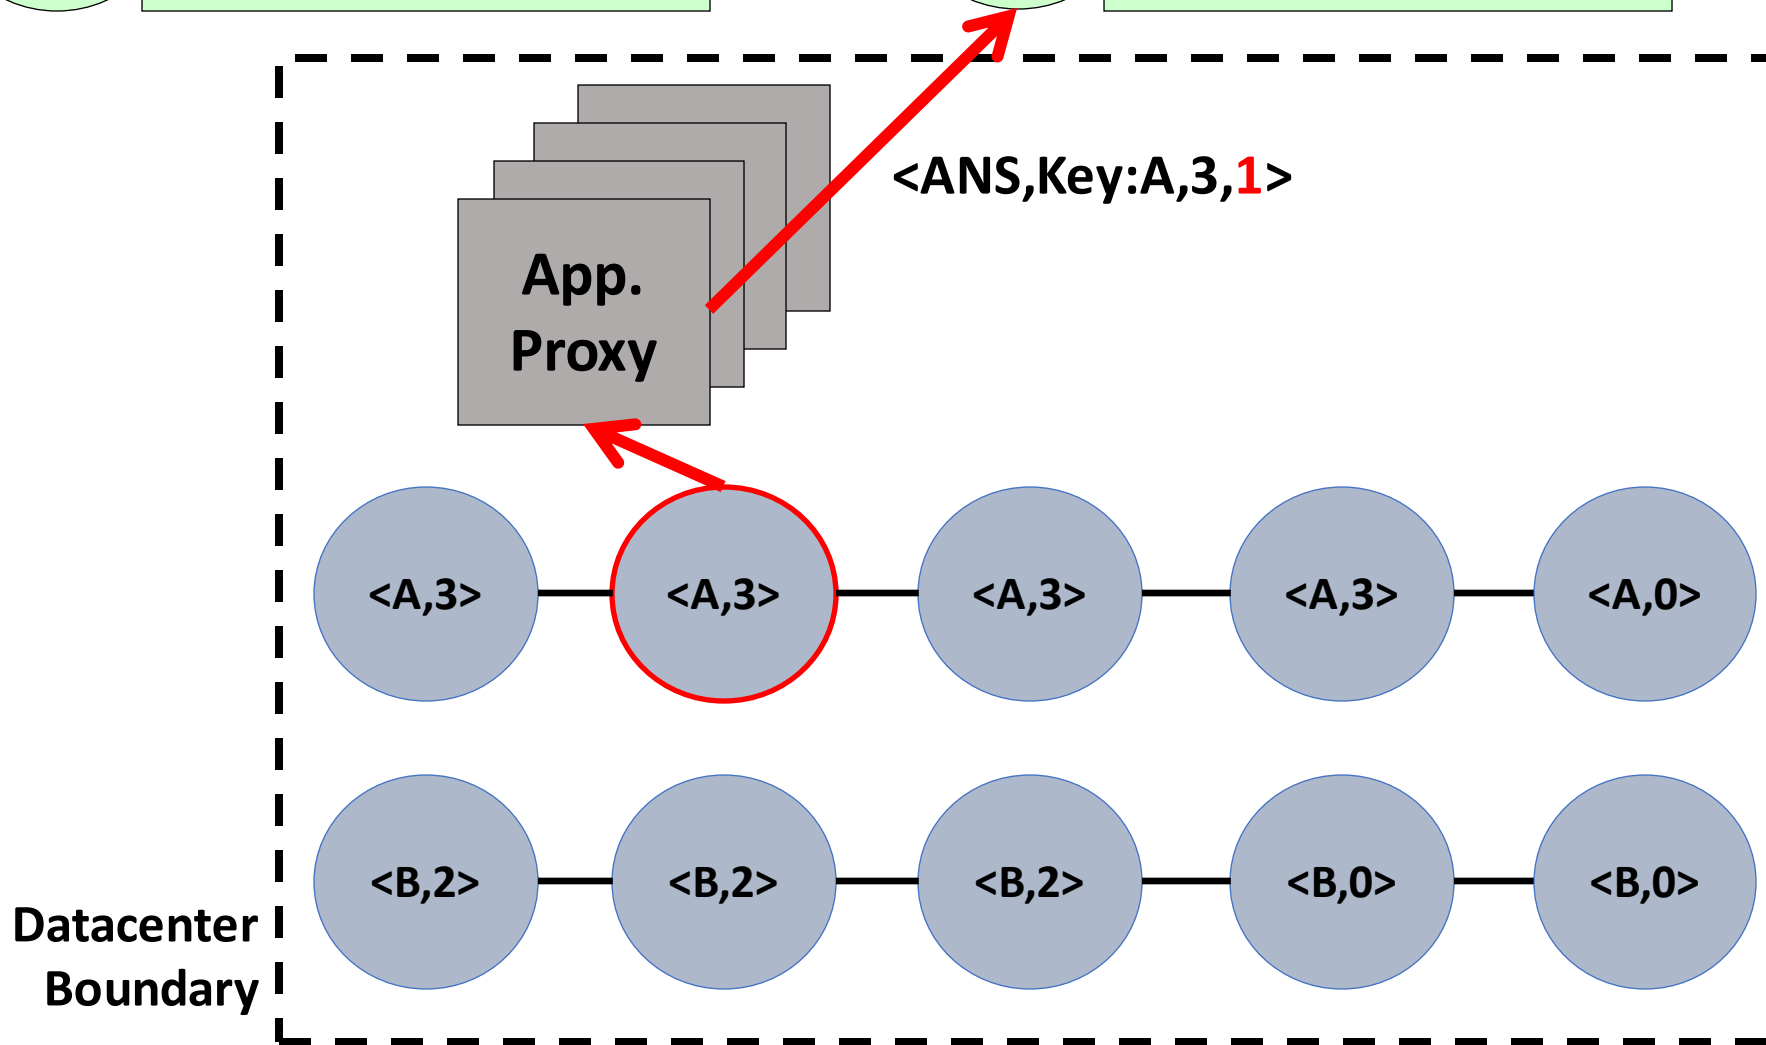 <ANS,Key:A,3,1>
App.
Proxy
<A,3> <A,3> <A,3> <A,3> <A,0>
<B,2> <B,2> <B,2> <B,0> <B,0>
Datacenter
Boundary